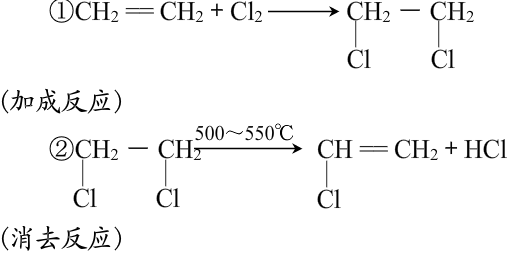 ①CH₂=CH₂+Cl₂→CH₂-CH₂
Cl Cl
(加成反应)
500~550℃
②CH₂-CH₂→CH=CH₂+HCl
Cl Cl Cl
(消去反应)